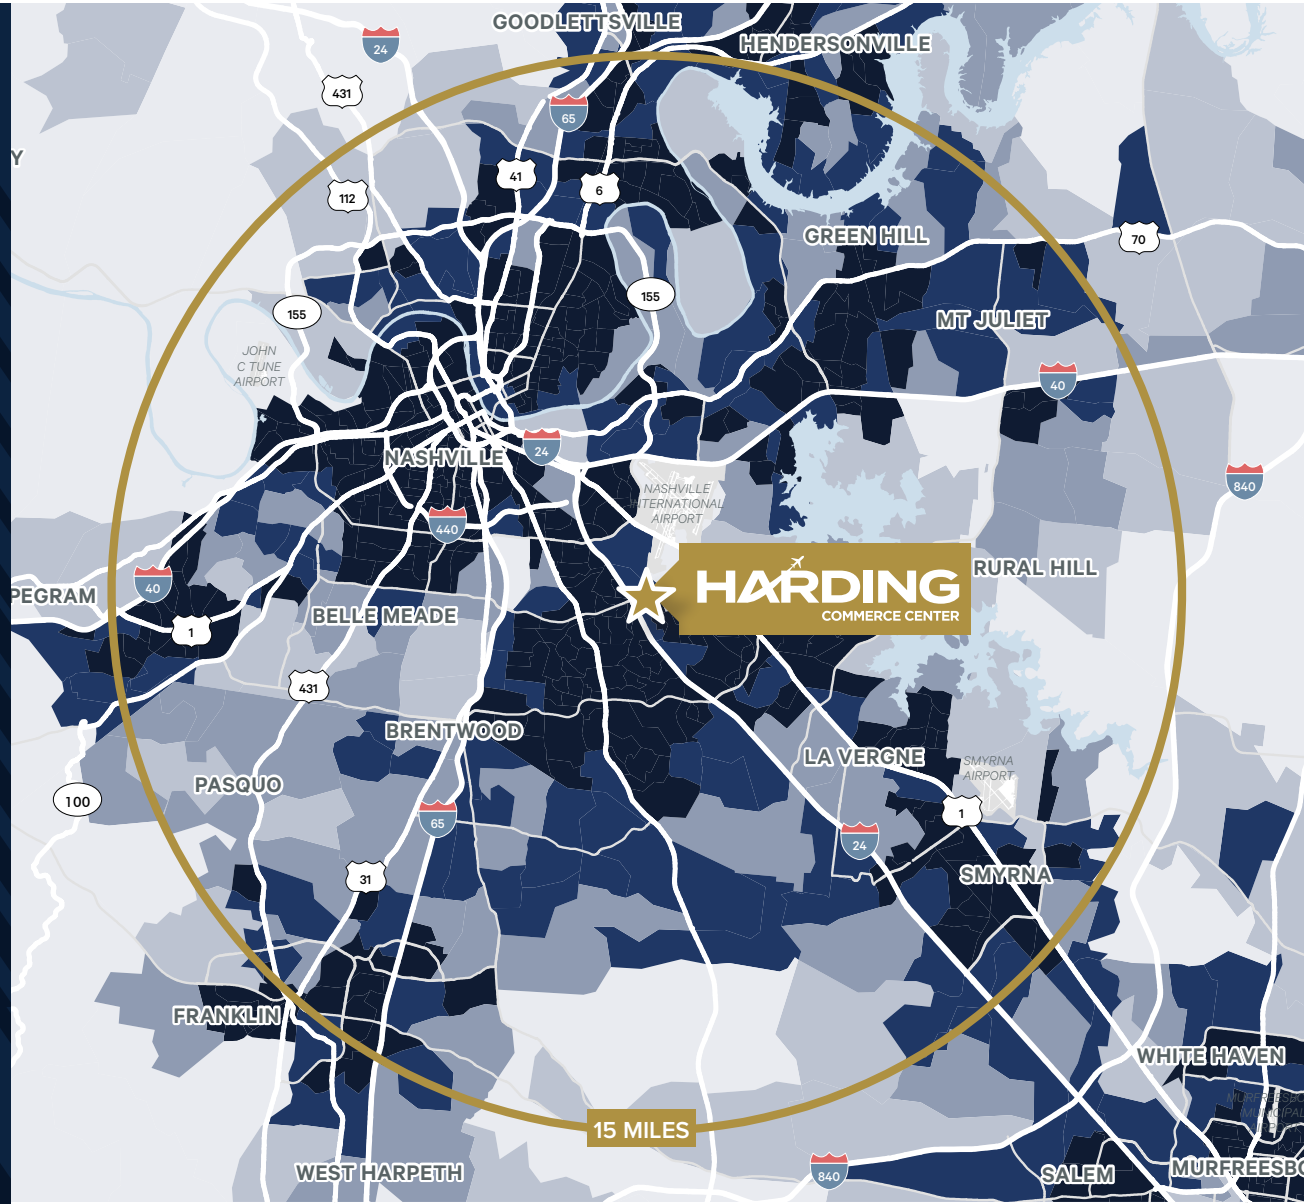 GOODLETTSVILLE
HENDERSONVILLE
24
431
65
Y
41
6
112
GREEN HILL
70
155
155
MT JULIET
JOHN
C TUNE
AIRPORT
40
NASHVILLE
24
840
NASHVILLE
INTERNATIONAL
AIRPORT
440
HARDING
COMMERCE CENTER
RURAL HILL
40
PEGRAM
1
BELLE MEADE
431
BRENTWOOD
LA VERGNE
SMYRNA
AIRPORT
PASQUO
100
65
1
24
31
SMYRNA
FRANKLIN
WHITE HAVEN
MURFREESBO
MUNICIPAL
15 MILES
WEST HARPETH
840
SALEM
MURFREESBO